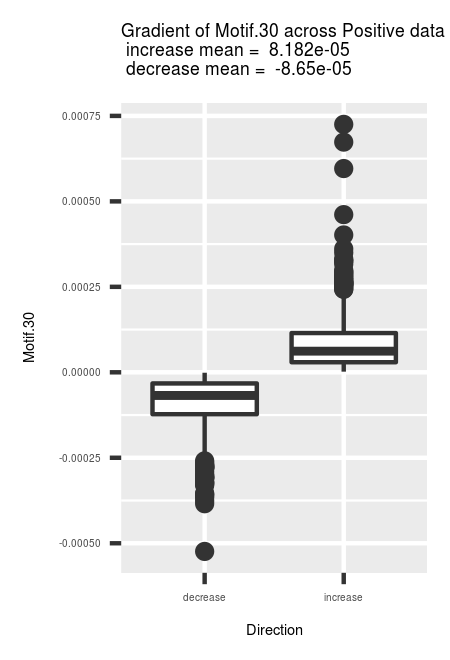 Gradient of Motif.30 across Positive data
increase mean =  8.182e-05
decrease mean =  -8.65e-05
0.00075
0.00050
0.00025
0.00000
-0.00025
-0.00050
Motif.30
decrease
increase
Direction